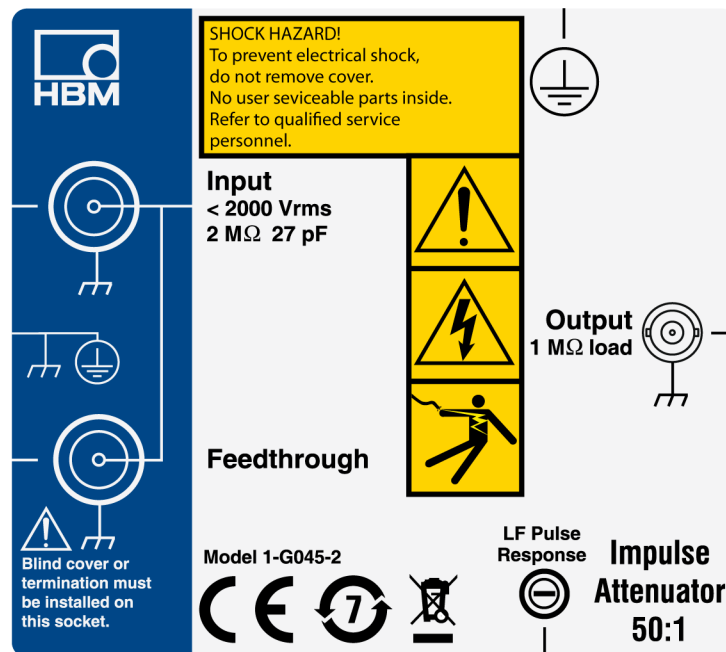 HBM
SHOCK HAZARD!
To prevent electrical shock,
do not remove cover.
No user seviceable parts inside.
Refer to qualified service
personnel.
Input
< 2000 Vrms
2 MΩ 27 pF
Output
1 MΩ load
Feedthrough
Blind cover or
termination must
be installed on
this socket.
Model 1-G045-2
CE
7
LF Pulse
Response
Impulse
Attenuator
50:1